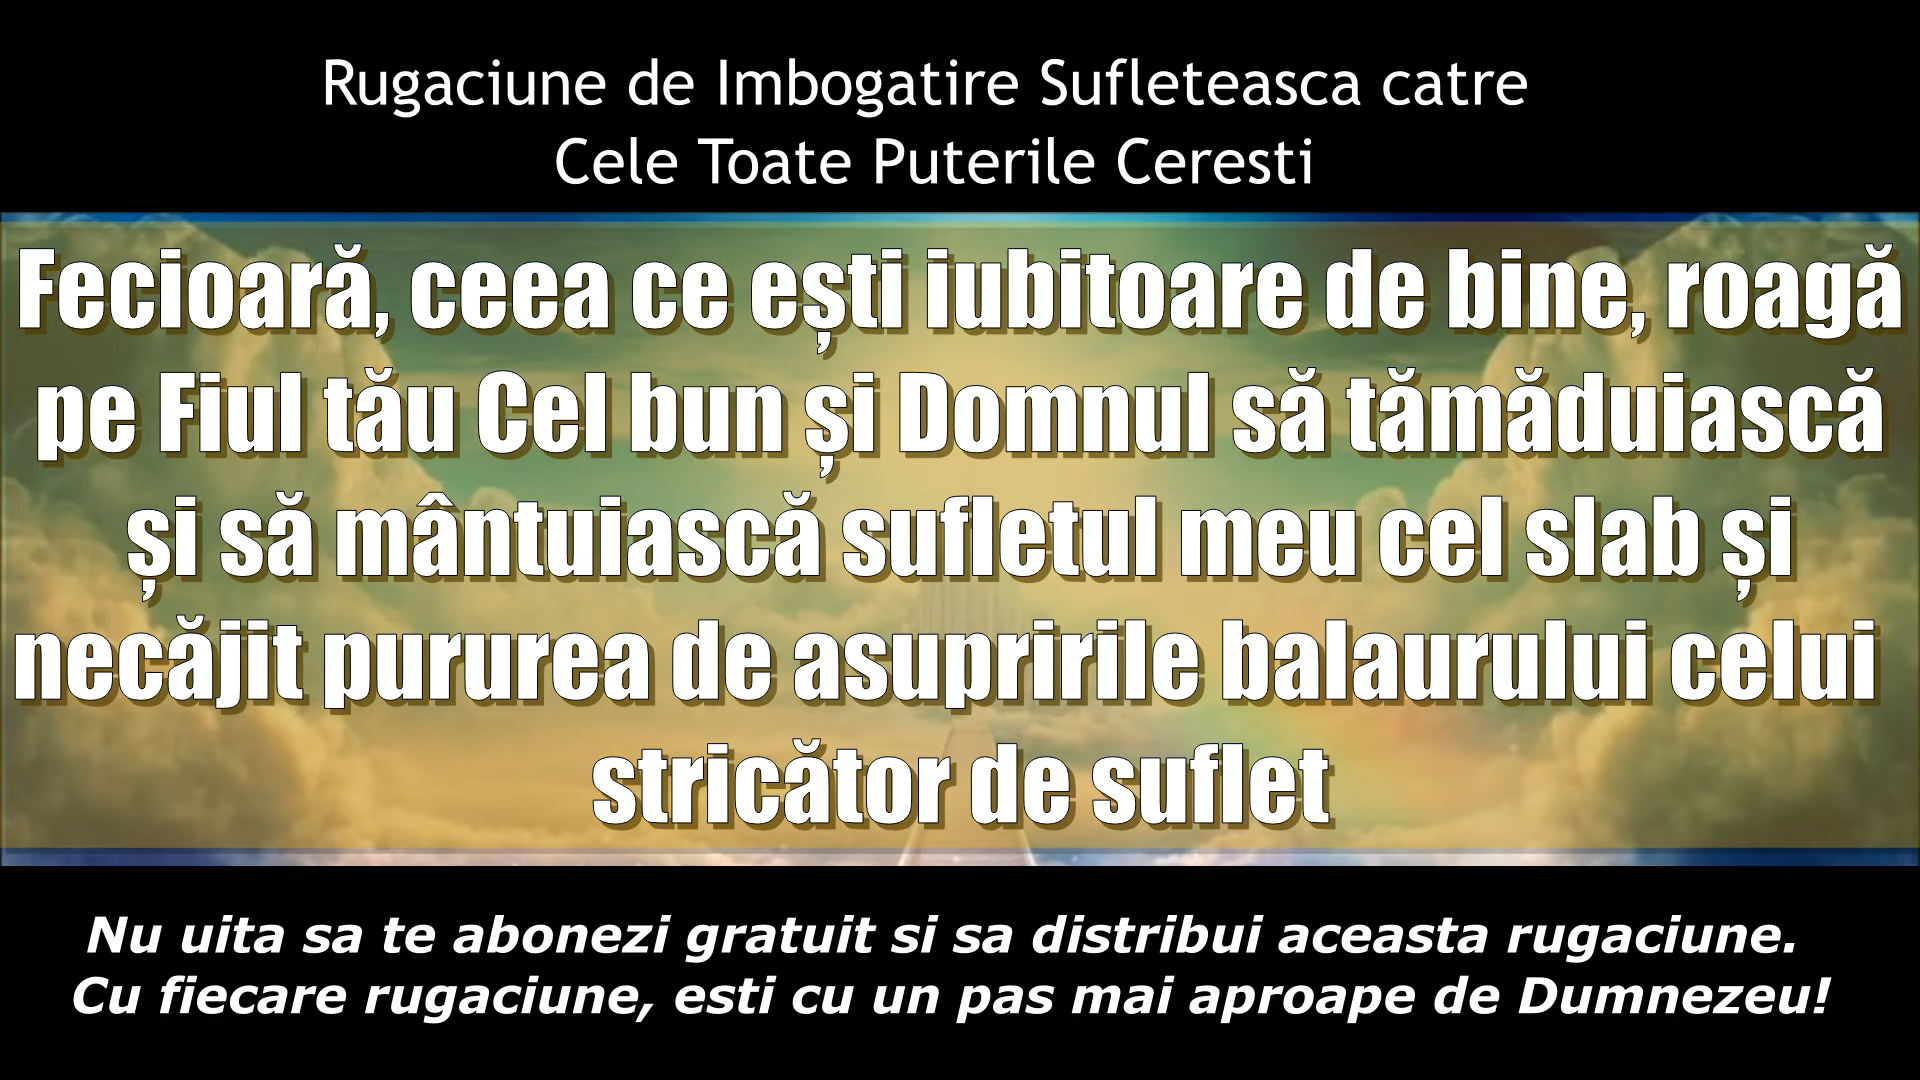 Rugaciune de Imbogatire Sufleteasca catre
Cele Toate Puterile Ceresti
Fecioară, ceea ce ești iubitoare de bine, roagă
pe Fiul tău Cel bun și Domnul să tămăduiască
și să mântuiască sufletul meu cel slab și
necăjit pururea de asupririle balaurului celui
stricător de suflet
Nu uita sa te abonezi gratuit si sa distribui aceasta rugaciune.
Cu fiecare rugaciune, esti cu un pas mai aproape de Dumnezeu!